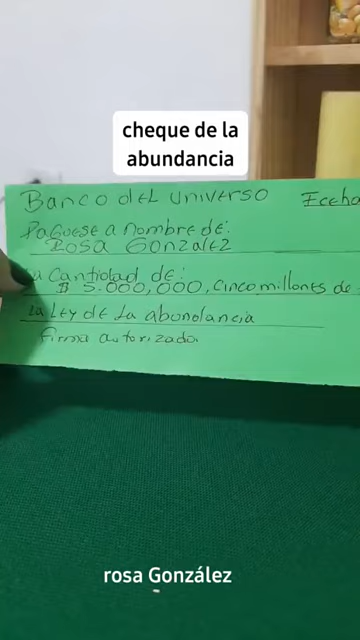 cheque de la
abundancia
Banco dEL universo Fecha
Paguese a nombre de:
Rosa Gonzalez
La Cantidad de:
$ 5.000,000, Cinco millones de
La Ley de La abundancia
firma autorizada.
rosa González